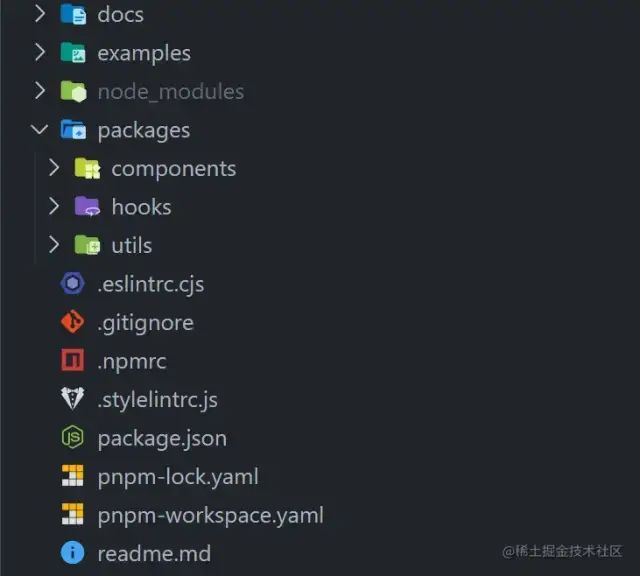 docs
examples
node_modules
packages
components
hooks
utils
.eslintrc.cjs
.gitignore
.npmrc
.stylelintrc.js
package.json
pnpm-lock.yaml
pnpm-workspace.yaml
readme.md
@稀土掘金技术社区